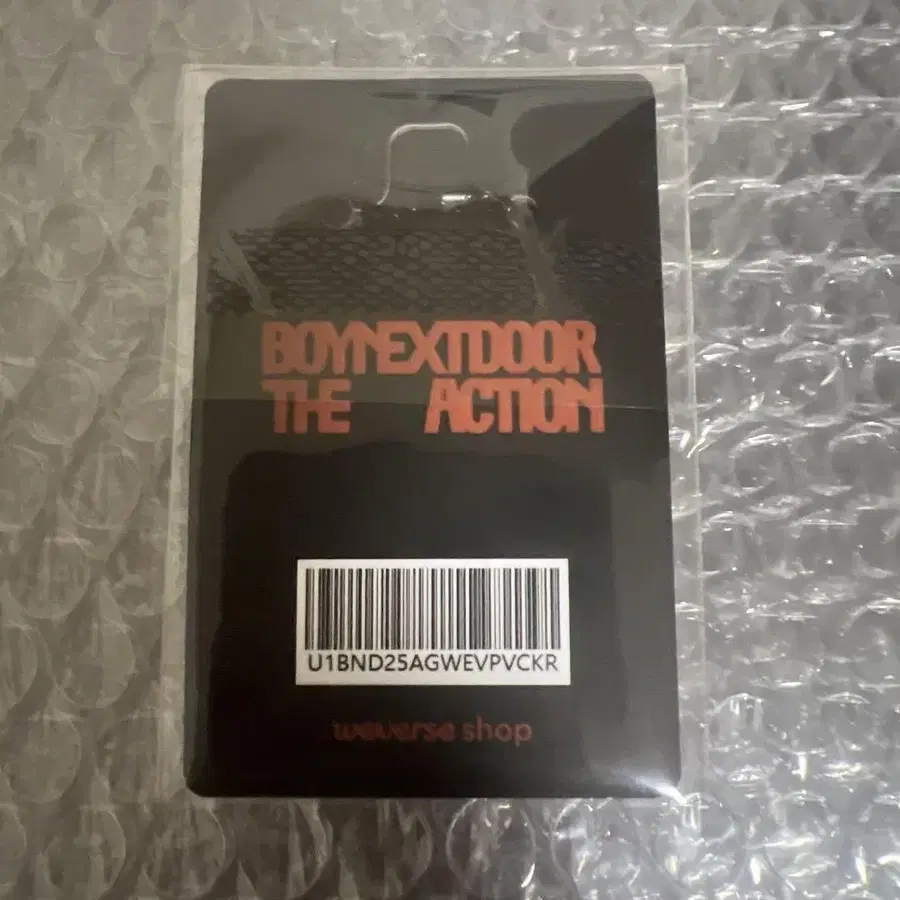 BOYNEXTDOOR
THE ACTION
U1BND25AGWEVPVCKR
weverse shop